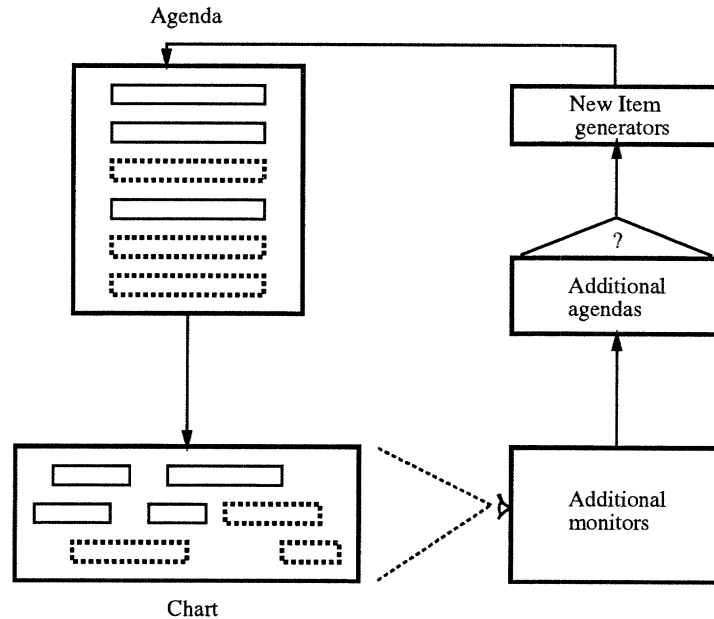 Agenda
New Item
generators
?
Additional
agendas
Additional
monitors
Chart